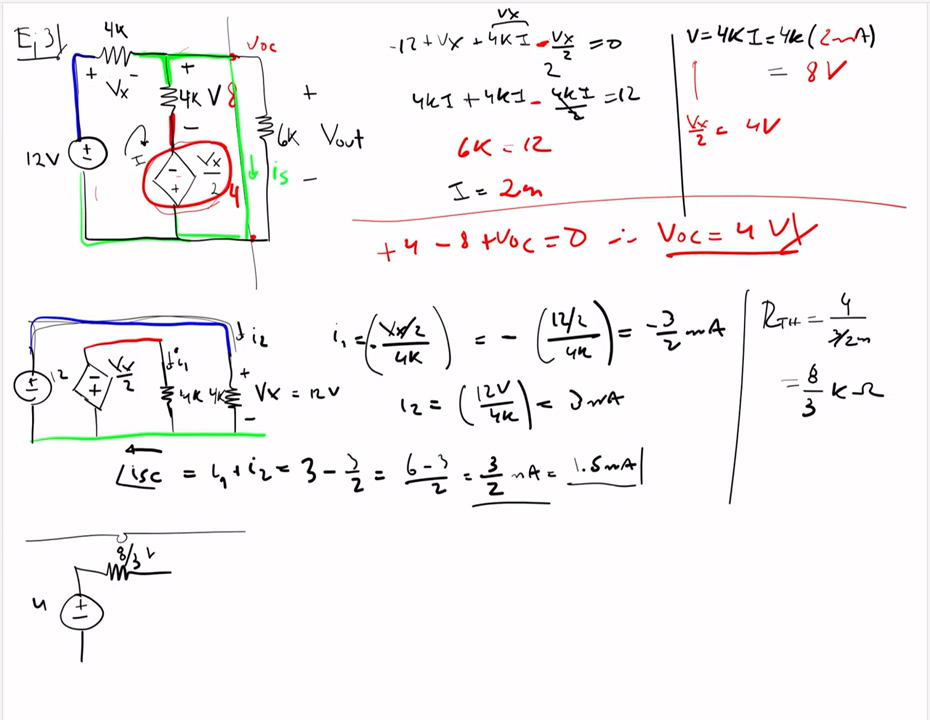 Ej3
4K
Voc
+ Vx -
+
4K V 8
-
+
6K Vout
-
12V
+
-
I
-
+
Vx/2
4
is
Vx
-12 + Vx + 4KI - Vx/2 = 0
4KI + 4KI - 4KI/2 = 12
6K = 12
I = 2m
V = 4KI = 4K(2mA)
= 8V
Vx/2 = 4V
+4 - 8 + Voc = 0 ∴ Voc = 4V
12
+
-
+
-
Vx/2
i1
4K
4K
i2
+
Vx = 12V
-
i1 = (-Vx/2 / 4K) = - (12/2 / 4K) = -3/2 mA
i2 = (12V / 4K) = 3mA
RTH = 4 / 3/2m
= 8/3 KΩ
isc = i1 + i2 = 3 - 3/2 = 6-3/2 = 3/2 mA = 1.5mA
8/3 K
4
+
-